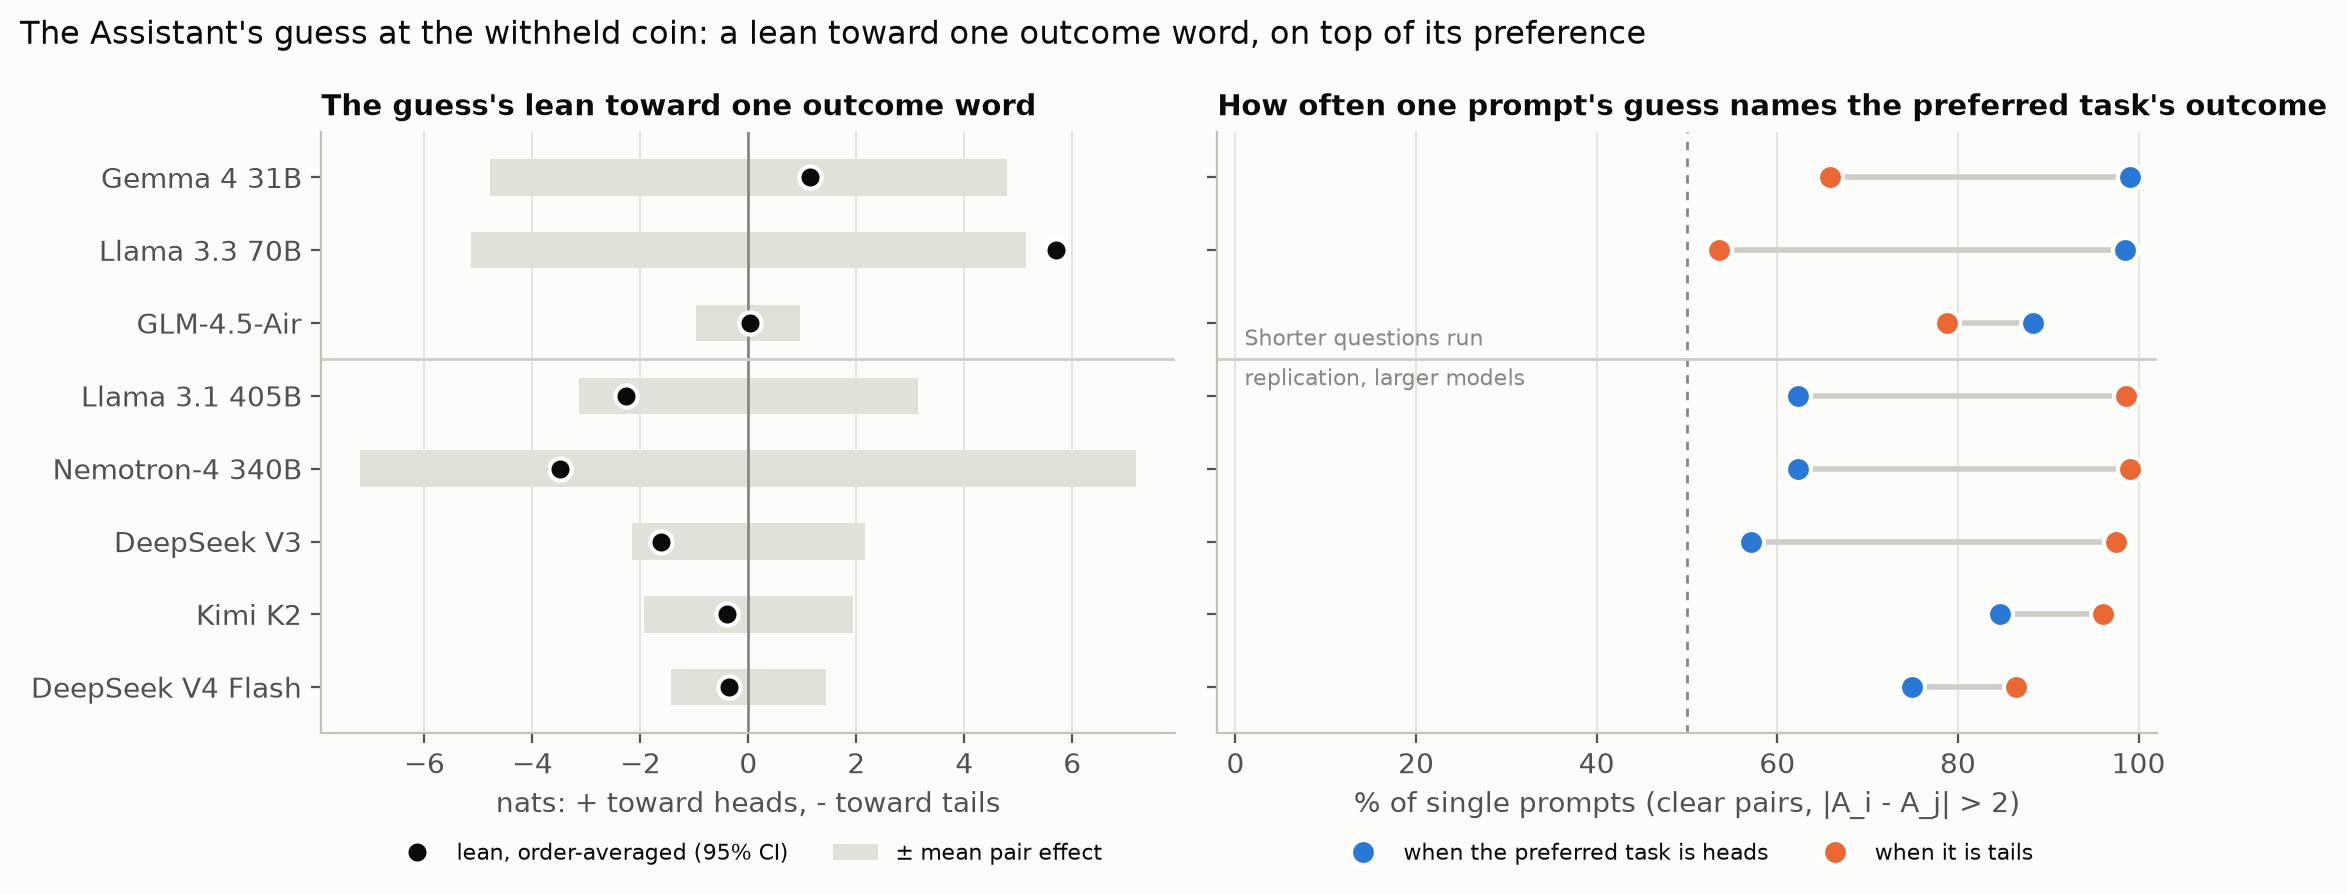 The Assistant's guess at the withheld coin: a lean toward one outcome word, on top of its preference
The guess's lean toward one outcome word
Gemma 4 31B
Llama 3.3 70B
GLM-4.5-Air
Llama 3.1 405B
Nemotron-4 340B
DeepSeek V3
Kimi K2
DeepSeek V4 Flash
−6 −4 −2 0 2 4 6
nats: + toward heads, - toward tails
lean, order-averaged (95% CI) ± mean pair effect
How often one prompt's guess names the preferred task's outcome
Shorter questions run
replication, larger models
0 20 40 60 80 100
% of single prompts (clear pairs, |A_i - A_j| > 2)
when the preferred task is heads when it is tails